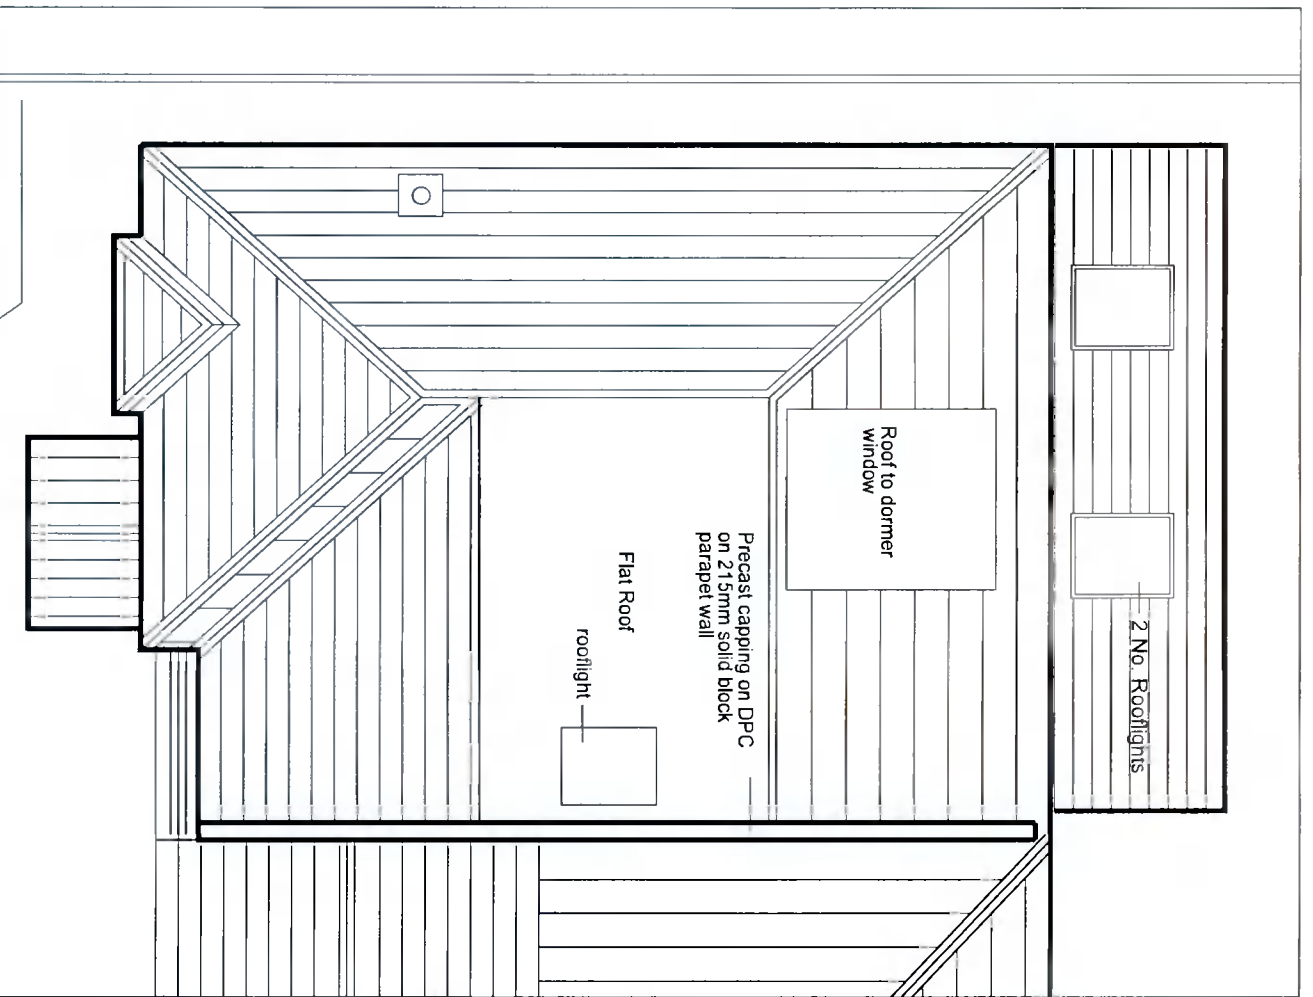 Roof to dormer
window
Precast capping on DPC
on 215mm solid block
parapet wall
Flat Roof
rooflight
2 No. Rooflights